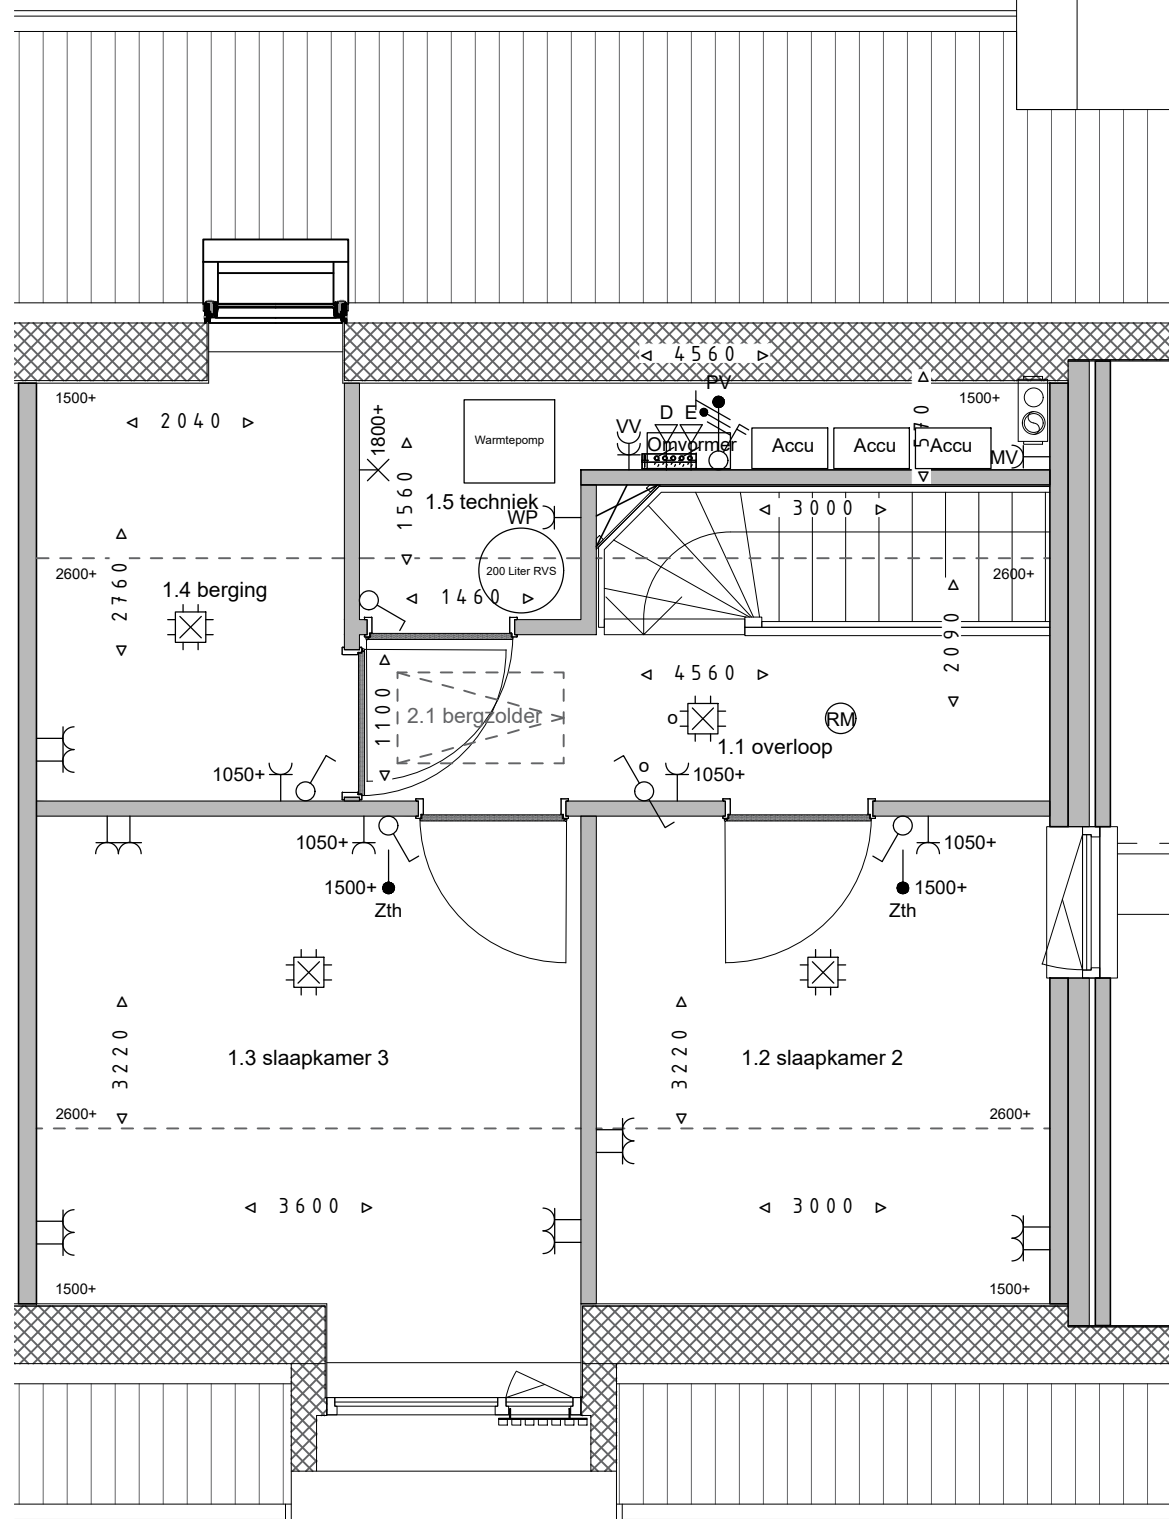 4560
PV
1500+
2040
1800+
D E
VV
Omvormer
Accu
Accu
Accu
570
1500+
MV
Warmtepomp
1560
1.5 techniek
WP
3000
2760
2600+
1.4 berging
200 Liter RVS
1460
2600+
2090
1100
2.1 bergzolder
4560
o
RM
1.1 overloop
1050+
o
1050+
1050+
1050+
1500+
Zth
1500+
Zth
3220
1.3 slaapkamer 3
3220
1.2 slaapkamer 2
2600+
2600+
3600
3000
1500+
1500+